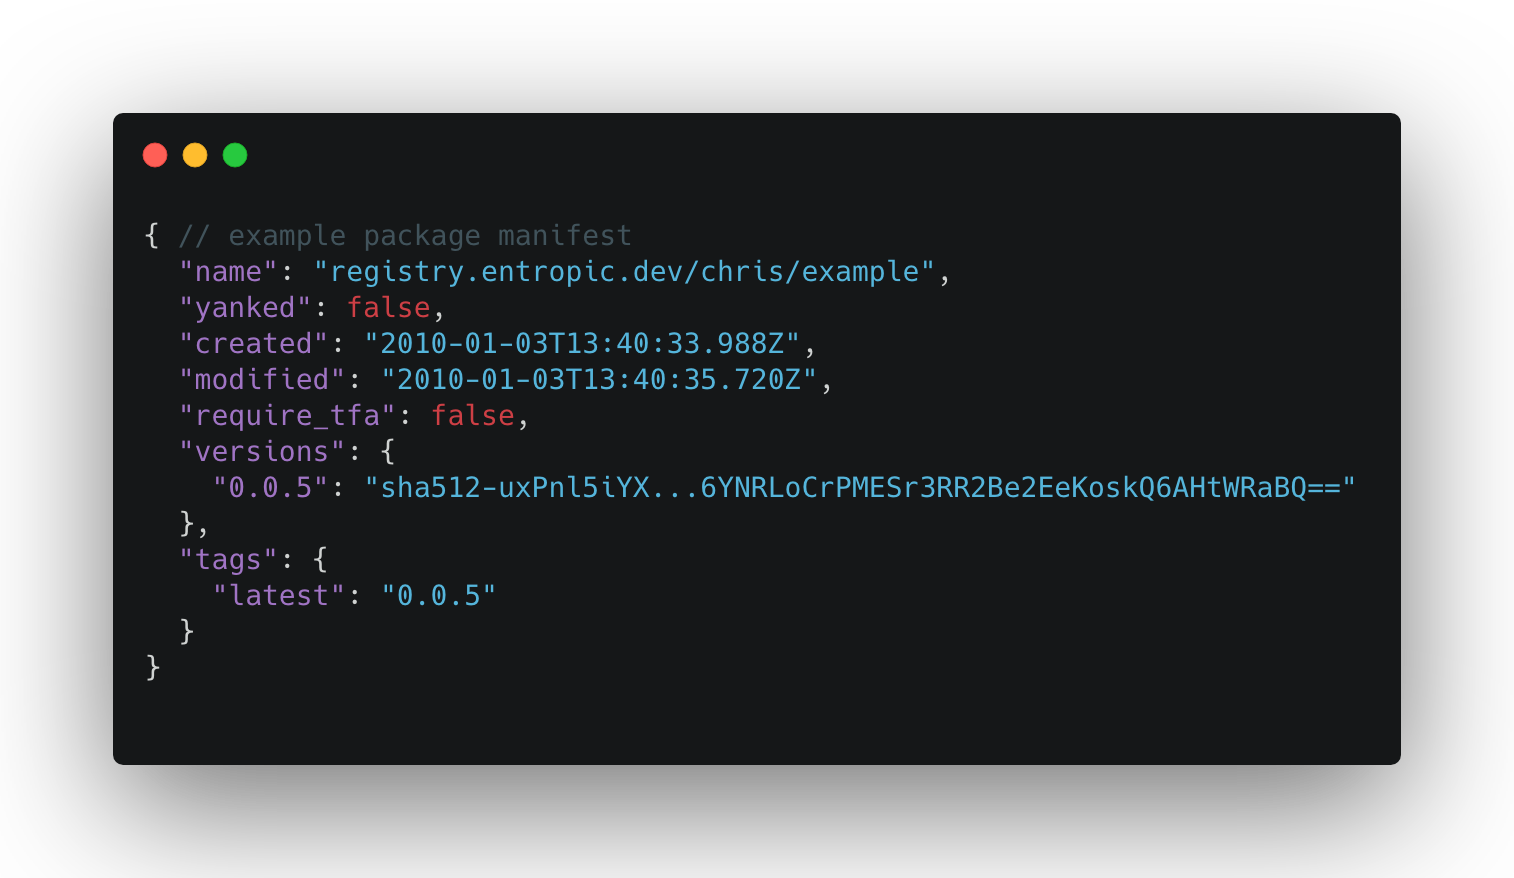 { // example package manifest
  "name": "registry.entropic.dev/chris/example",
  "yanked": false,
  "created": "2010-01-03T13:40:33.988Z",
  "modified": "2010-01-03T13:40:35.720Z",
  "require_tfa": false,
  "versions": {
    "0.0.5": "sha512-uxPnl5iYX...6YNRLoCrPMESr3RR2Be2EeKoskQ6AHtWRaBQ=="
  },
  "tags": {
    "latest": "0.0.5"
  }
}